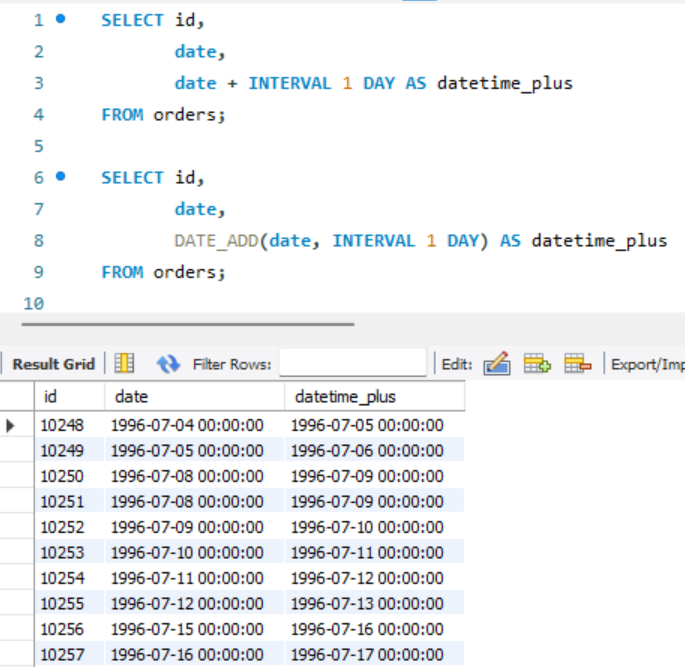 1 SELECT id,
2 date,
3 date + INTERVAL 1 DAY AS datetime_plus
4 FROM orders;
5
6 SELECT id,
7 date,
8 DATE_ADD(date, INTERVAL 1 DAY) AS datetime_plus
9 FROM orders;
10
Result Grid Filter Rows: Edit: Export/Imp
id date datetime_plus
10248 1996-07-04 00:00:00 1996-07-05 00:00:00
10249 1996-07-05 00:00:00 1996-07-06 00:00:00
10250 1996-07-08 00:00:00 1996-07-09 00:00:00
10251 1996-07-08 00:00:00 1996-07-09 00:00:00
10252 1996-07-09 00:00:00 1996-07-10 00:00:00
10253 1996-07-10 00:00:00 1996-07-11 00:00:00
10254 1996-07-11 00:00:00 1996-07-12 00:00:00
10255 1996-07-12 00:00:00 1996-07-13 00:00:00
10256 1996-07-15 00:00:00 1996-07-16 00:00:00
10257 1996-07-16 00:00:00 1996-07-17 00:00:00